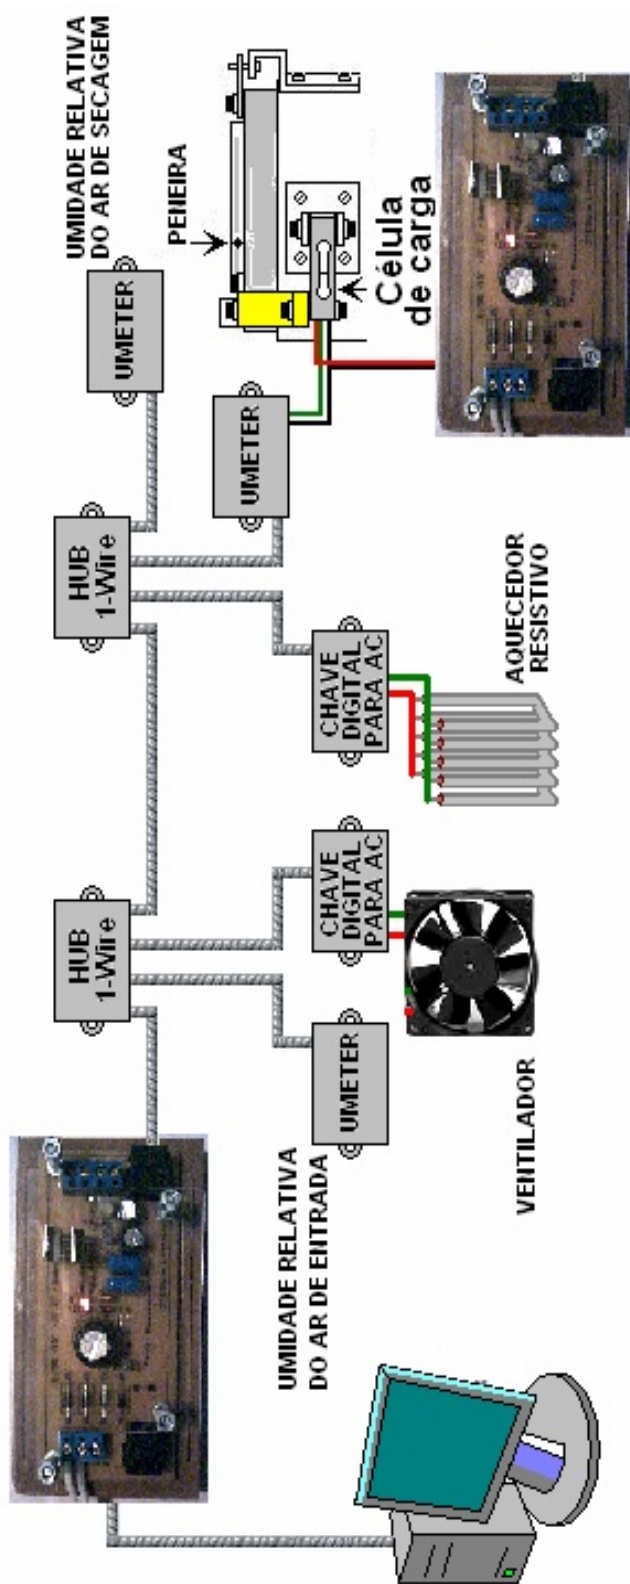 UMIDADE RELATIVA
DO AR DE SECAGEM
PENEIRA
Célula
de carga
UMETER
UMETER
HUB
1-Wire
CHAVE
DIGITAL
PARA AC
AQUECEDOR
RESISTIVO
HUB
1-Wire
CHAVE
DIGITAL
PARA AC
UMETER
VENTILADOR
UMIDADE RELATIVA
DO AR DE ENTRADA